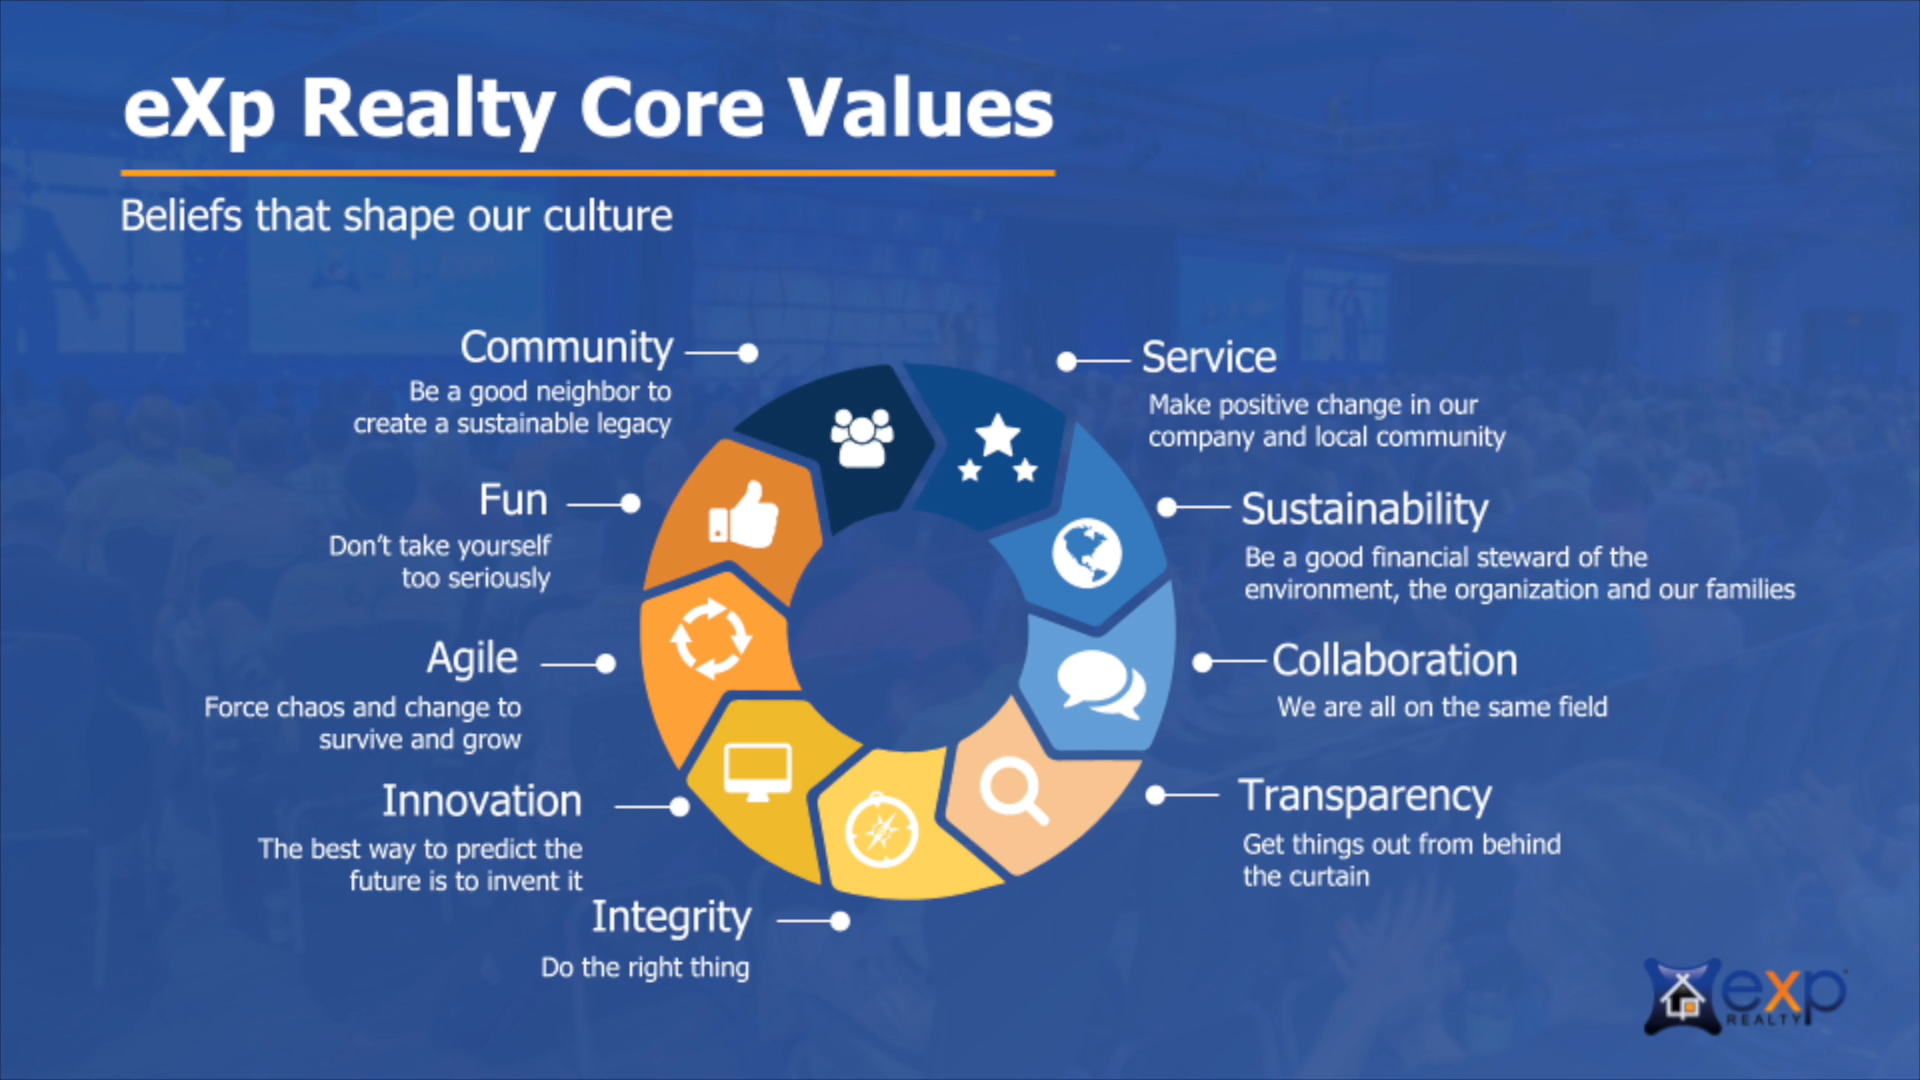 eXp Realty Core Values
Beliefs that shape our culture
Community
Be a good neighbor to
create a sustainable legacy
Fun
Don't take yourself
too seriously
Agile
Force chaos and change to
survive and grow
Innovation
The best way to predict the
future is to invent it
Integrity
Do the right thing
Service
Make positive change in our
company and local community
Sustainability
Be a good financial steward of the
environment, the organization and our families
Collaboration
We are all on the same field
Transparency
Get things out from behind
the curtain
exp
REALTY